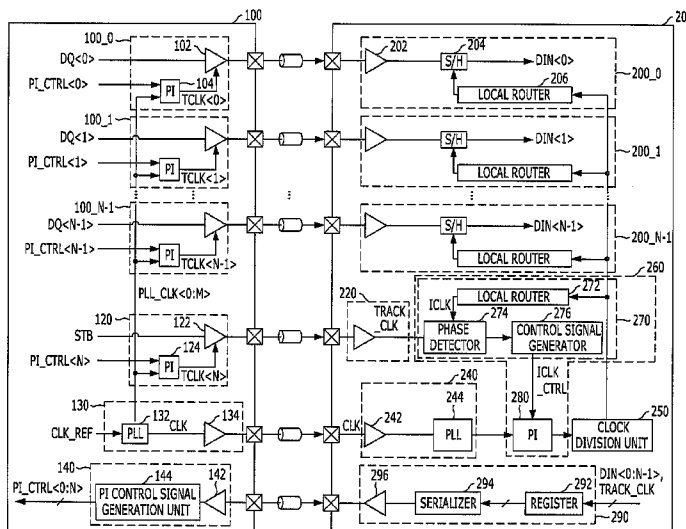 100
20
100_0
102
DQ<0>
PI_CTRL<0>
PI
104
TCLK<0>
202
204
S/H
DIN<0>
206
LOCAL ROUTER
200_0
100_1
DQ<1>
PI_CTRL<1>
PI
TCLK<1>
S/H
DIN<1>
LOCAL ROUTER
200_1
100_N-1
DQ<N-1>
PI_CTRL<N-1>
PI
TCLK<N-1>
S/H
DIN<N-1>
LOCAL ROUTER
200_N-1
PLL_CLK<0:M>
260
120
122
STB
PI_CTRL<N>
PI
124
TCLK<N>
220
TRACK_
CLK
ICLK
272
LOCAL ROUTER
274
276
PHASE
DETECTOR
CONTROL SIGNAL
GENERATOR
270
ICLK
_CTRL
130
132
134
CLK_REF
PLL
CLK
CLK
240
242
244
PLL
280
PI
250
CLOCK
DIVISION UNIT
140
144
142
PI_CTRL<0:N>
PI CONTROL SIGNAL
GENERATION UNIT
296
294
SERIALIZER
292
REGISTER
DIN<0:N-1>,
TRACK_CLK
290